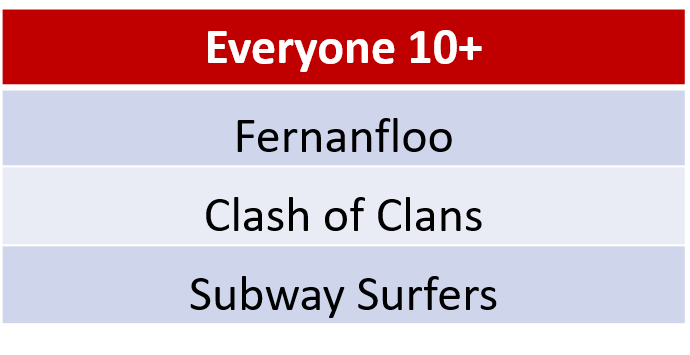 Everyone 10+
Fernanfloo
Clash of Clans
Subway Surfers